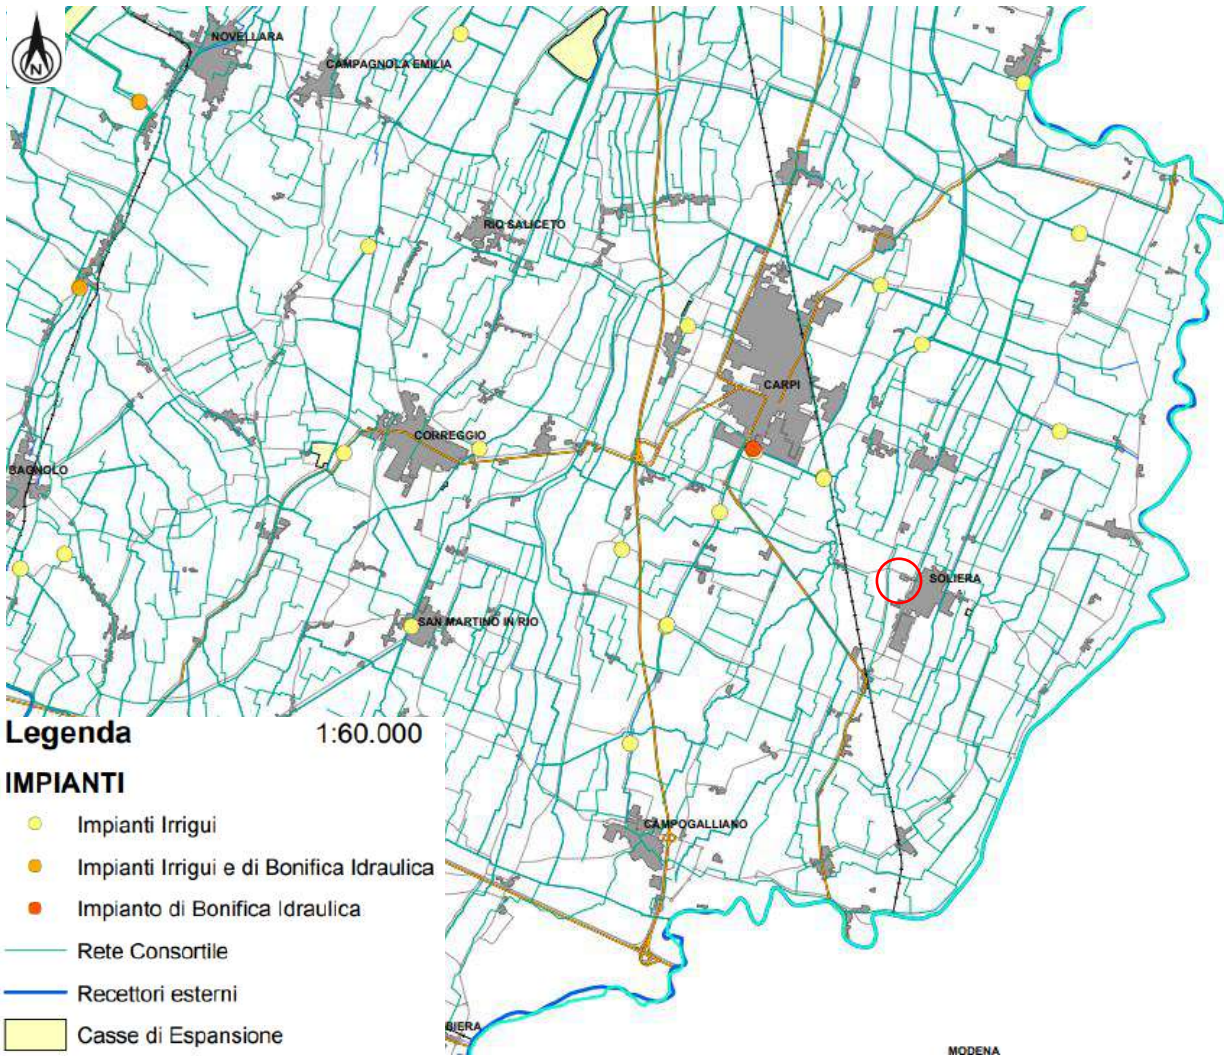 N
NOVELLARA
CAMPAGNOLA EMILIA
RIO SALICETO
CARPI
CORREGGIO
BAGNOLO
SOLIERA
SAN MARTINO IN RIO
Legenda 1:60.000
IMPIANTI
Impianti Irrigui
CAMPOGALLIANO
Impianti Irrigui e di Bonifica Idraulica
Impianto di Bonifica Idraulica
Rete Consortile
Recettori esterni
BIERA
Casse di Espansione
MODENA